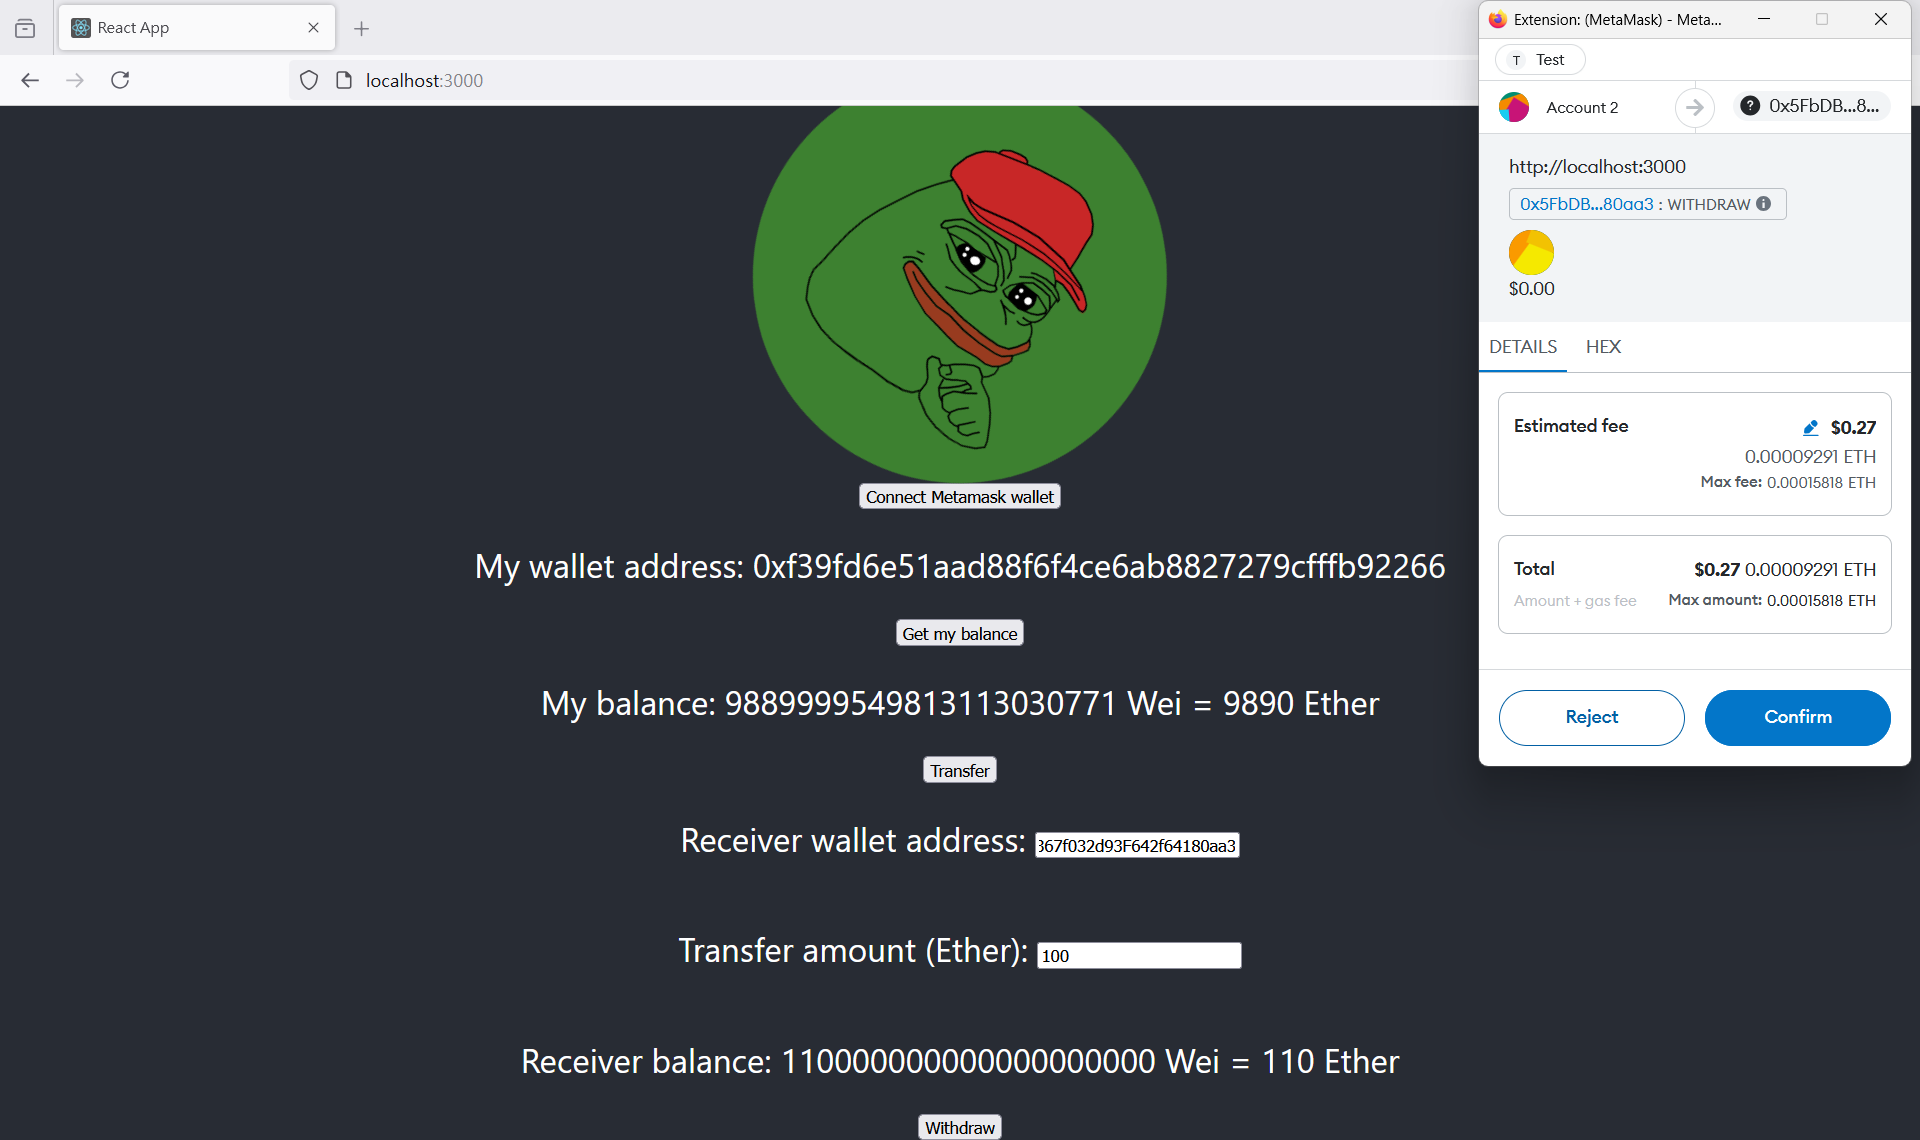 React App
localhost:3000
Connect Metamask wallet
My wallet address: 0xf39fd6e51aad88f6f4ce6ab8827279cfffb92266
Get my balance
My balance: 9889999549813113030771 Wei = 9890 Ether
Transfer
Receiver wallet address: 367f032d93F642f64180aa3
Transfer amount (Ether): 100
Receiver balance: 110000000000000000000 Wei = 110 Ether
Withdraw
Extension: (MetaMask) - Meta...
T Test
Account 2
? 0x5FbDB...8...
http://localhost:3000
0x5FbDB...80aa3 : WITHDRAW
$0.00
DETAILS HEX
Estimated fee $0.27
0.00009291 ETH
Max fee: 0.00015818 ETH
Total $0.27 0.00009291 ETH
Amount + gas fee Max amount: 0.00015818 ETH
Reject Confirm